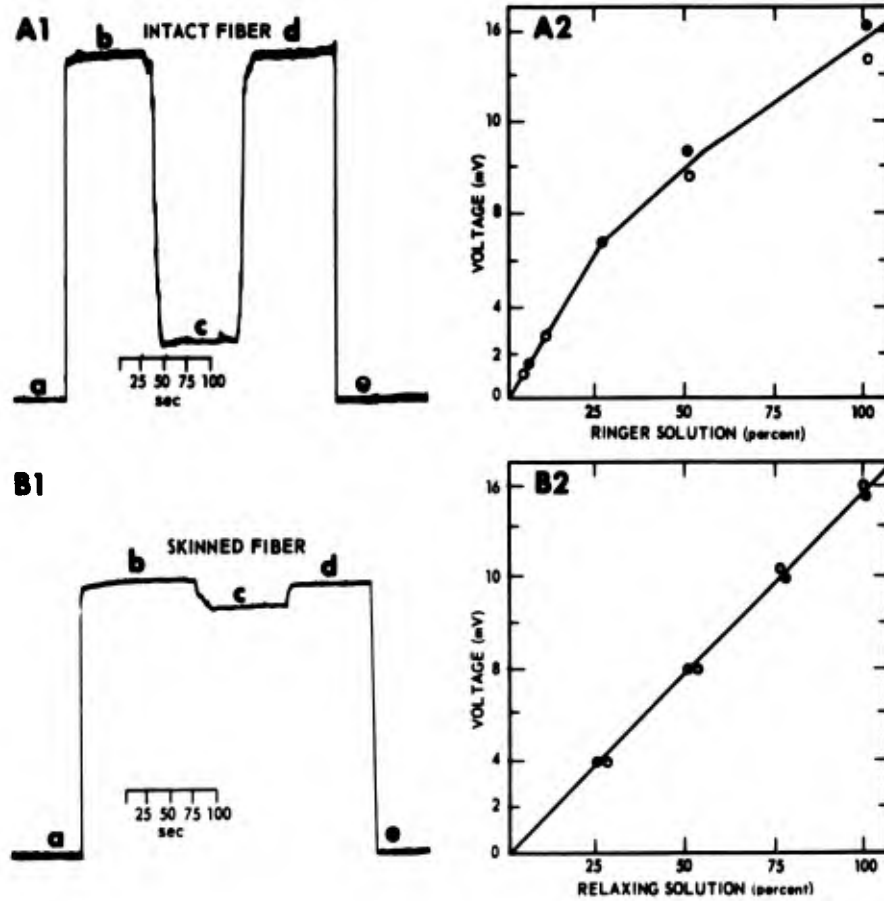 A1
INTACT FIBER
a
b
c
d
e
25 50 75 100
sec
A2
VOLTAGE (mV)
16
10
8
4
2
0
25
50
75
100
RINGER SOLUTION (percent)
B1
SKINNED FIBER
a
b
c
d
e
25 50 75 100
sec
B2
VOLTAGE (mV)
16
10
8
4
2
0
25
50
75
100
RELAXING SOLUTION (percent)